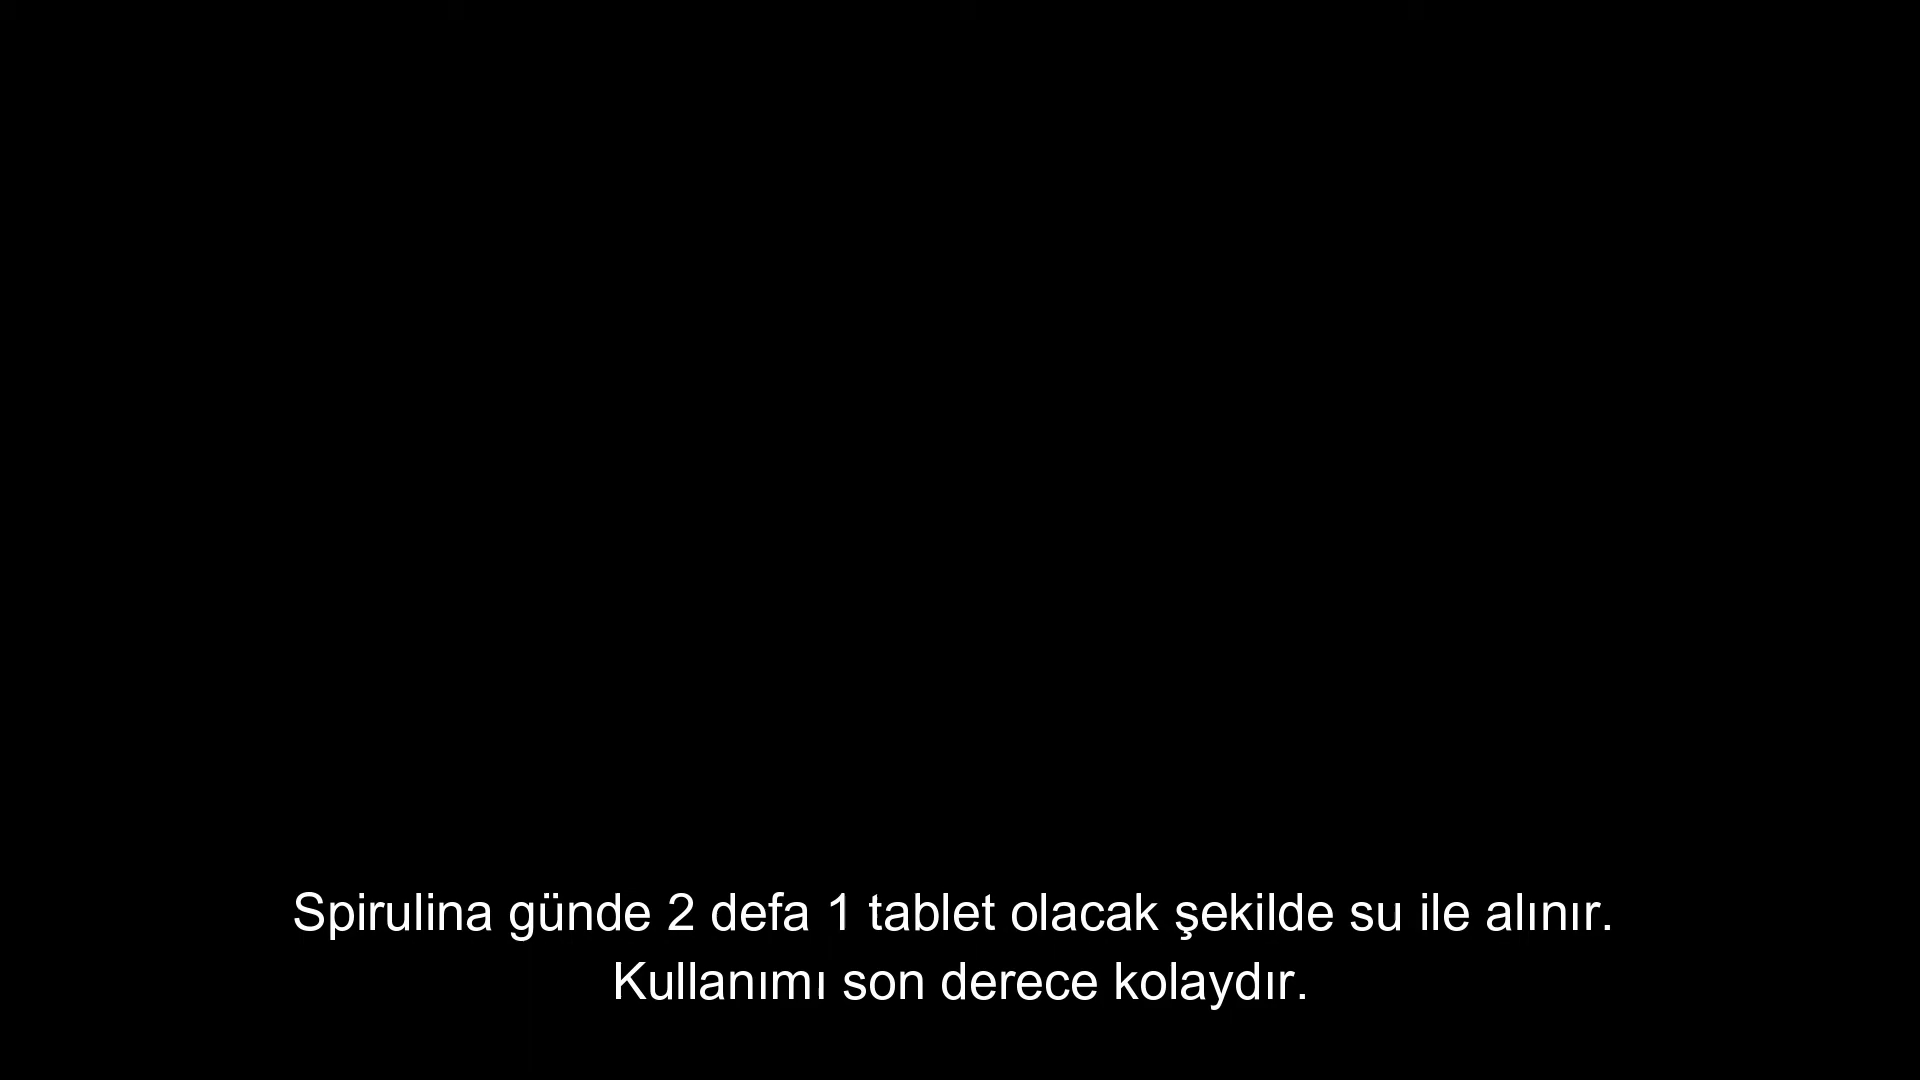 Spirulina günde 2 defa 1 tablet olacak şekilde su ile alınır.
Kullanımı son derece kolaydır.